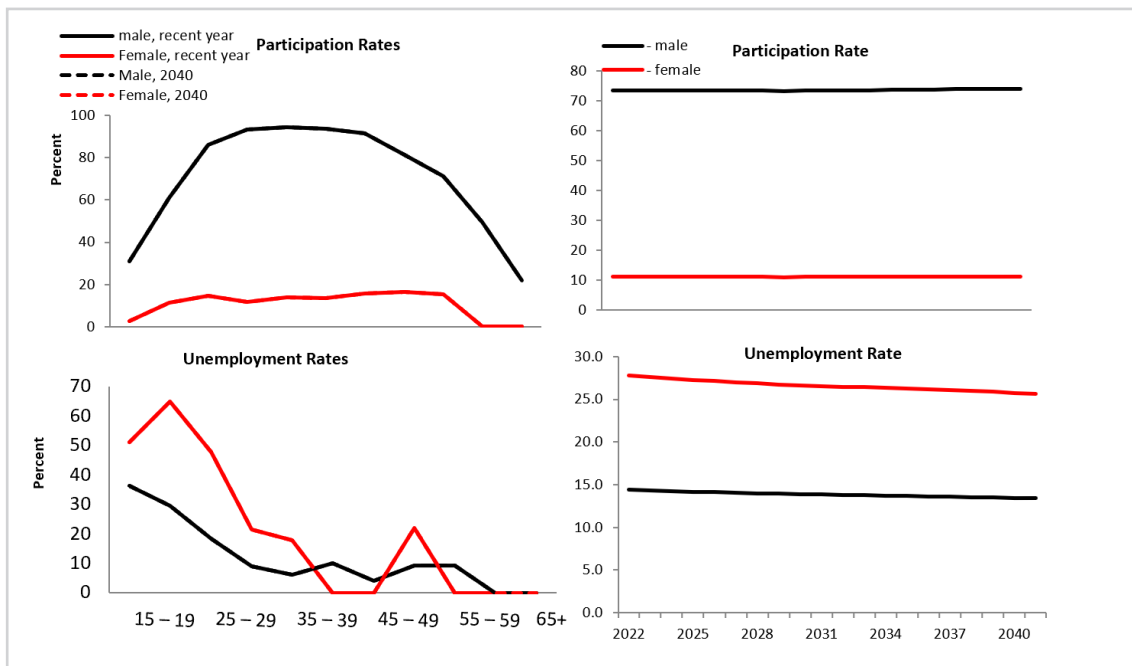 male, recent year
Female, recent year
Male, 2040
Female, 2040
Participation Rates
Percent
100
80
60
40
20
0
- male
- female
Participation Rate
80
70
60
50
40
30
20
10
0
Unemployment Rates
Percent
70
60
50
40
30
20
10
0
15 – 19 25 – 29 35 – 39 45 – 49 55 – 59 65+
Unemployment Rate
30.0
25.0
20.0
15.0
10.0
5.0
0.0
2022 2025 2028 2031 2034 2037 2040